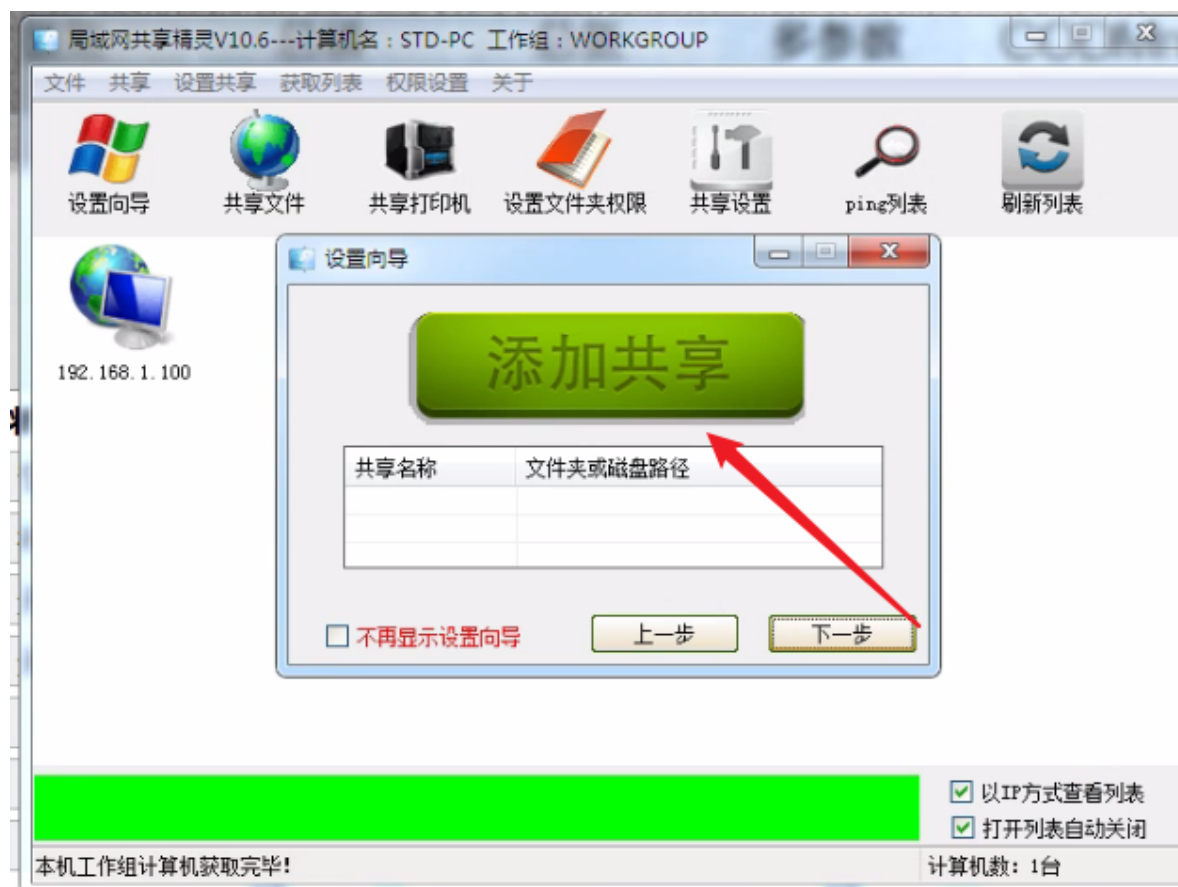 局域网共享精灵V10.6---计算机名：STD-PC 工作组：WORKGROUP
文件 共享 设置共享 获取列表 权限设置 关于
设置向导 共享文件 共享打印机 设置文件夹权限 共享设置 ping列表 刷新列表
192.168.1.100
设置向导
添加共享
共享名称 文件夹或磁盘路径
不再显示设置向导 上一步 下一步
以IP方式查看列表
打开列表自动关闭
本机工作组计算机获取完毕! 计算机数: 1台